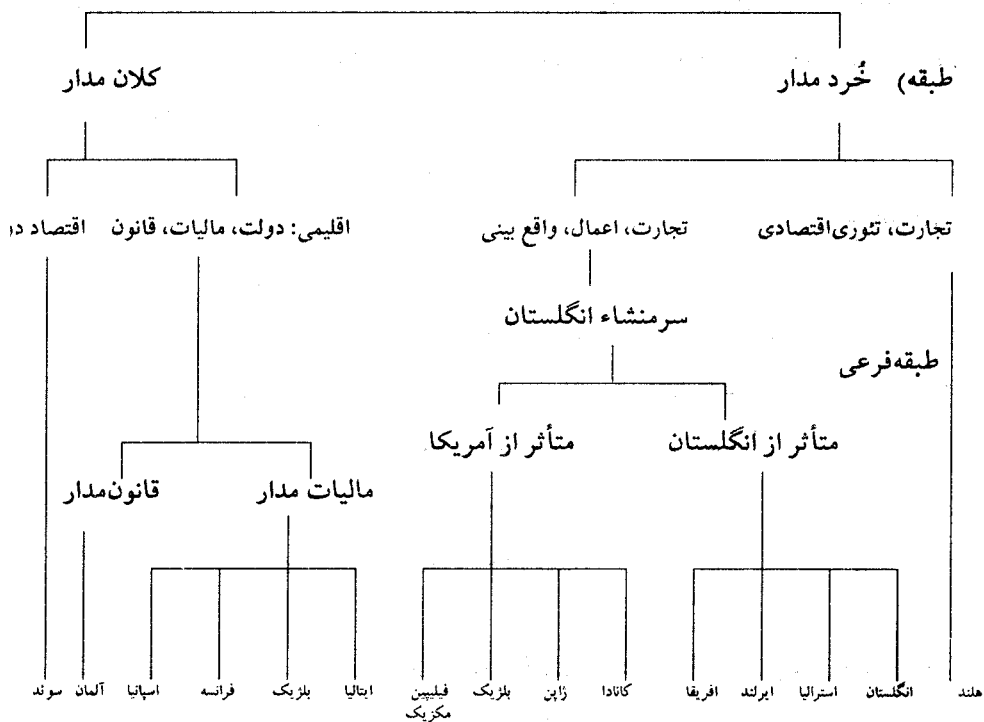 طبقه) خُرد مدار
کلان مدار
تجارت، تئوری‌اقتصادی
تجارت، اعمال، واقع بینی
اقلیمی: دولت، مالیات، قانون
اقتصاد در
سرمنشاء انگلستان
طبقه‌فرعی
متأثر از انگلستان
متأثر از آمریکا
مالیات مدار
قانون‌مدار
هلند
انگلستان
استرالیا
ایرلند
افریقا
کانادا
ژاپن
بلژیک
فیلیپین
مکزیک
ایتالیا
بلژیک
فرانسه
اسپانیا
آلمان
سوئد